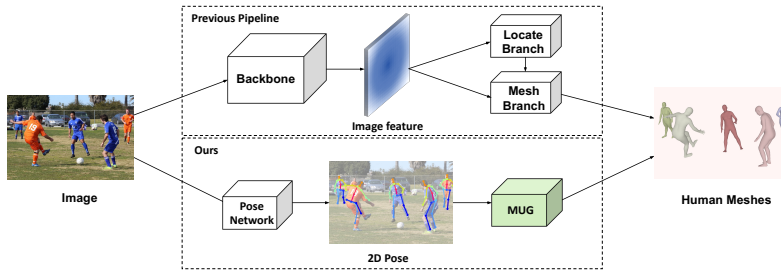 Previous Pipeline
Backbone
Image feature
Locate
Branch
Mesh
Branch
Image
Ours
Pose
Network
2D Pose
MUG
Human Meshes